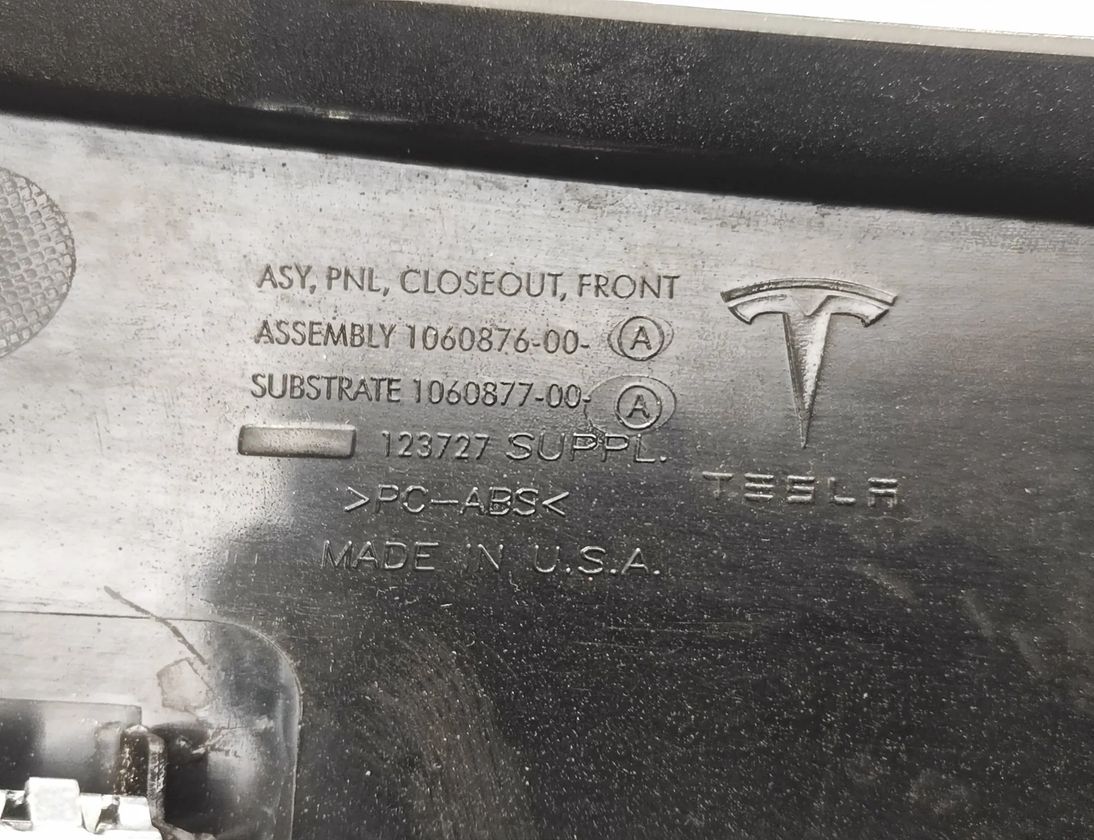 ASY, PNL, CLOSEOUT, FRONT
ASSEMBLY 1060876-00- A
SUBSTRATE 1060877-00- A
123727 SUPPL.
>PC-ABS<
MADE IN U.S.A.
TESLA